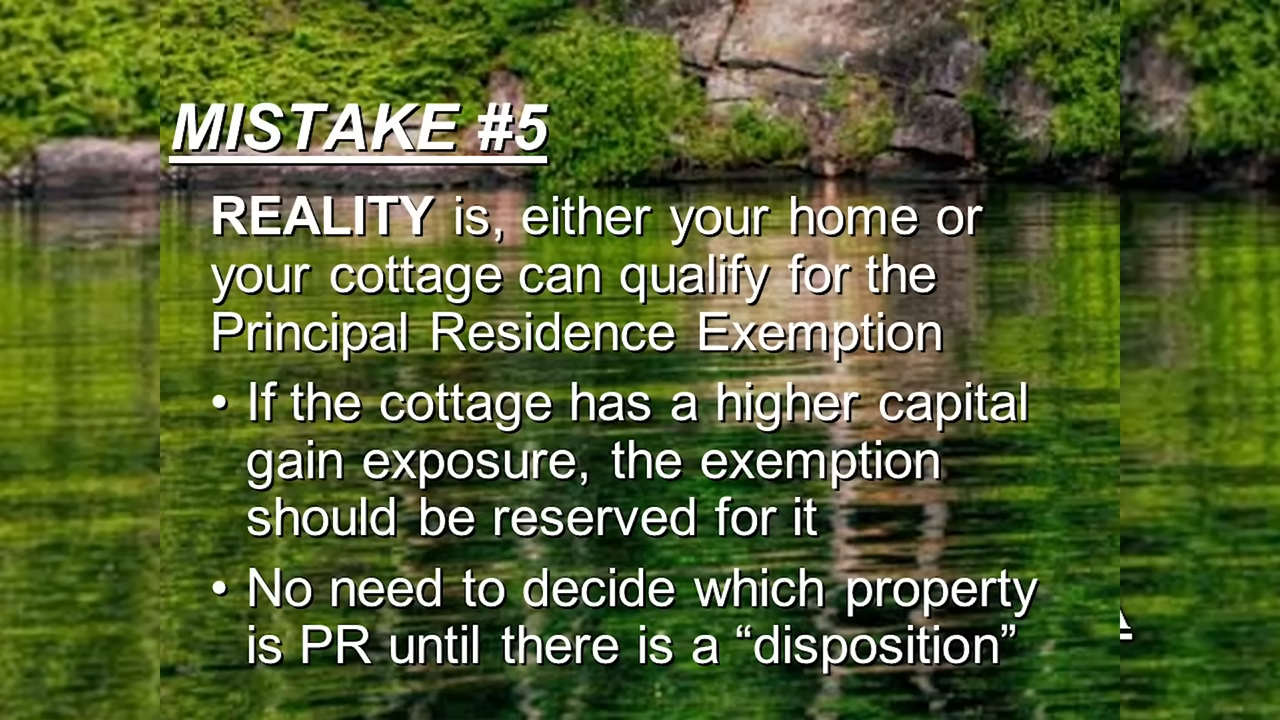 MISTAKE #5
REALITY is, either your home or
your cottage can qualify for the
Principal Residence Exemption
• If the cottage has a higher capital
gain exposure, the exemption
should be reserved for it
• No need to decide which property
is PR until there is a “disposition”